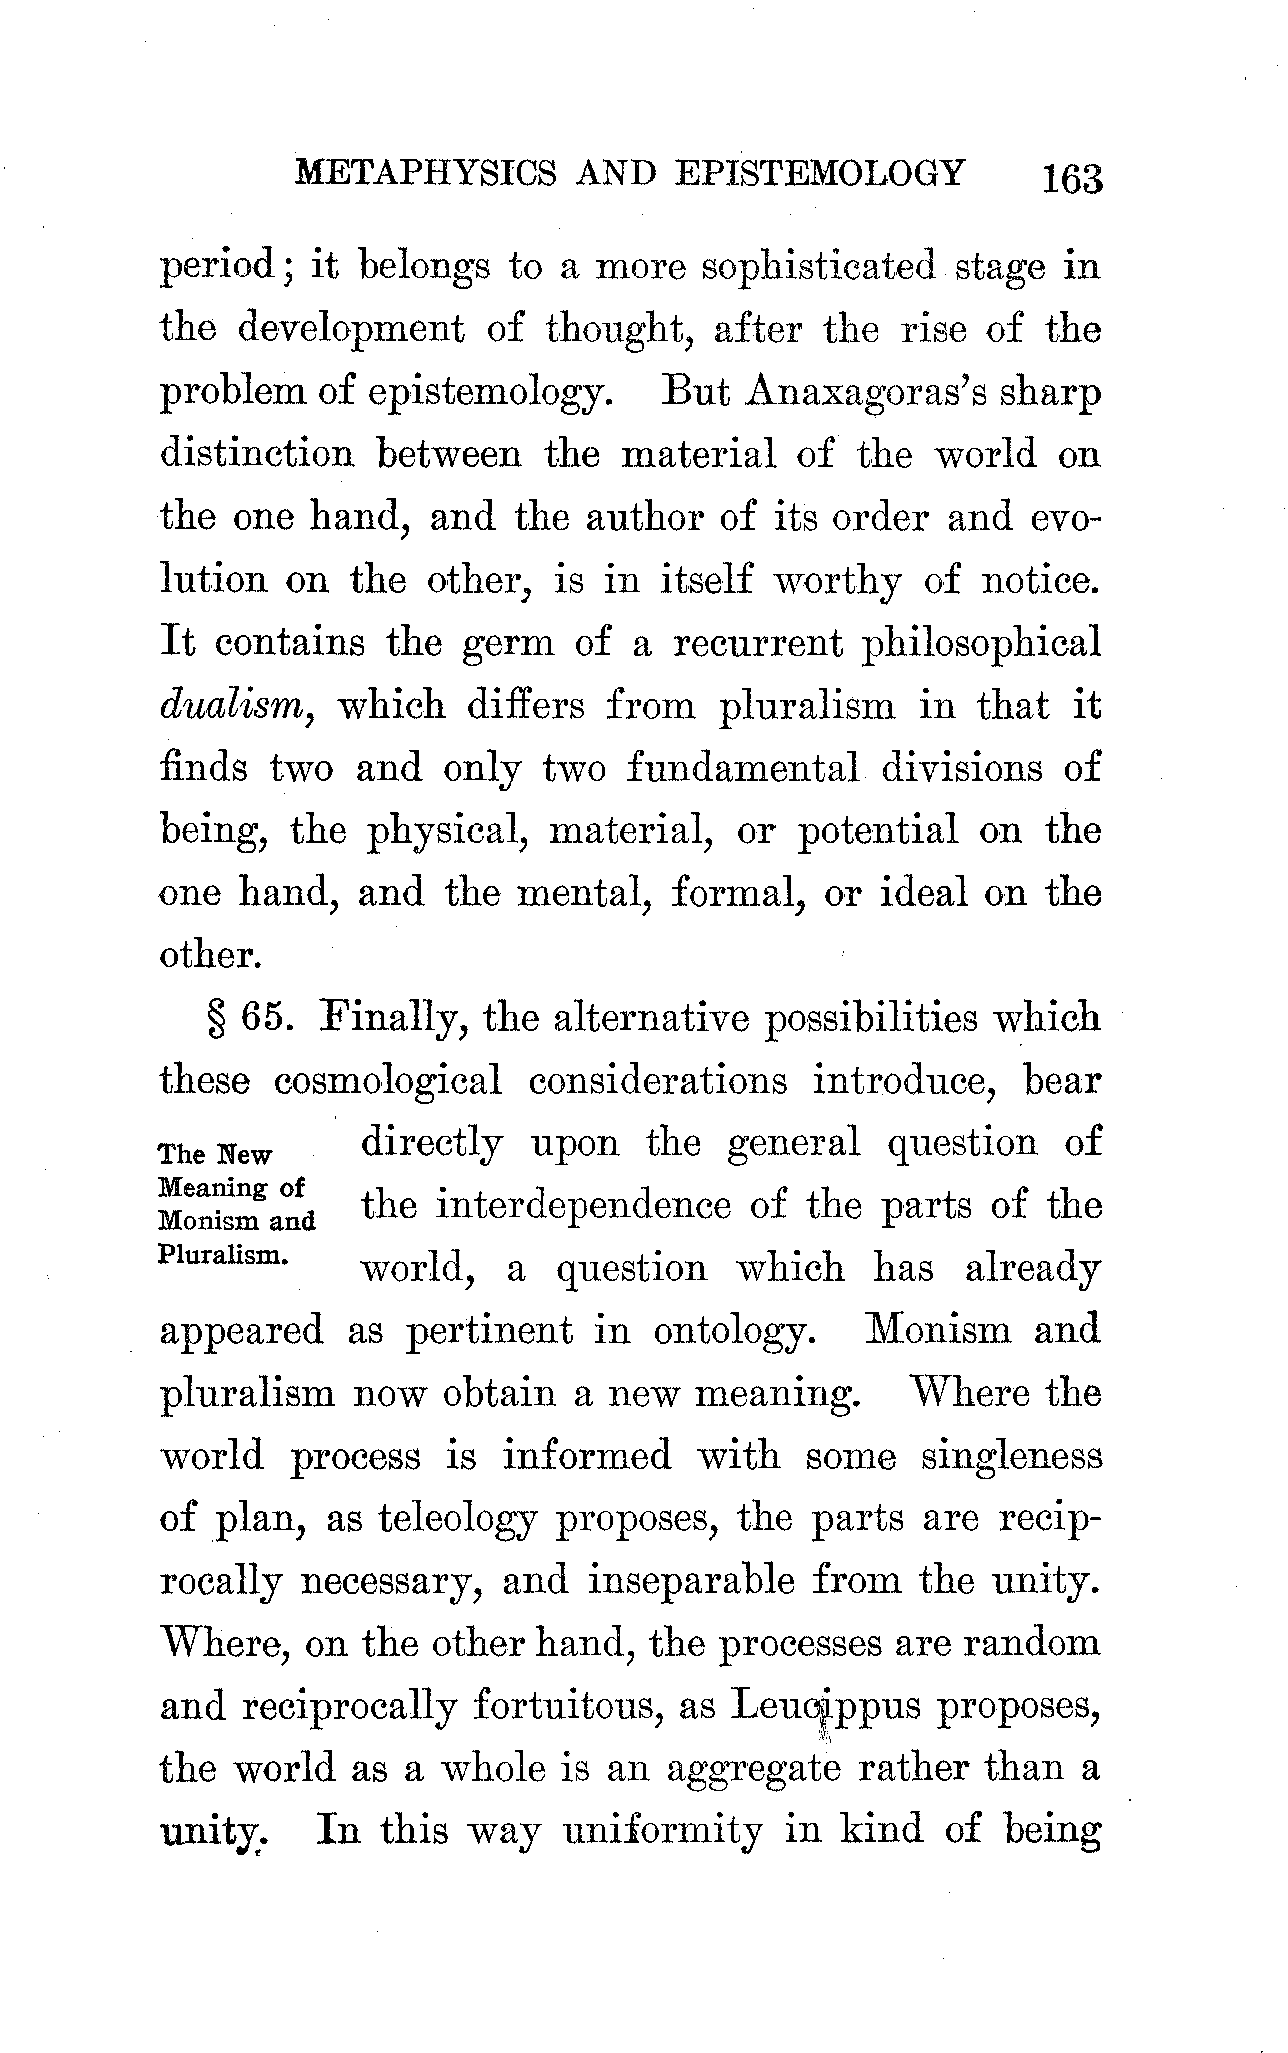 METAPHYSICS AND EPISTEMOLOGY 163
period; it belongs to a more sophisticated stage in
the development of thought, after the rise of the
problem of epistemology. But Anaxagoras's sharp
distinction between the material of the world on
the one hand, and the author of its order and evo-
lution on the other, is in itself worthy of notice.
It contains the germ of a recurrent philosophical
dualism, which differs from pluralism in that it
finds two and only two fundamental divisions of
being, the physical, material, or potential on the
one hand, and the mental, formal, or ideal on the
other.
§ 65. Finally, the alternative possibilities which
these cosmological considerations introduce, bear
The New
Meaning of
Monism and
Pluralism.
directly upon the general question of
the interdependence of the parts of the
world, a question which has already
appeared as pertinent in ontology. Monism and
pluralism now obtain a new meaning. Where the
world process is informed with some singleness
of plan, as teleology proposes, the parts are recip-
rocally necessary, and inseparable from the unity.
Where, on the other hand, the processes are random
and reciprocally fortuitous, as Leucippus proposes,
the world as a whole is an aggregate rather than a
unity. In this way uniformity in kind of being